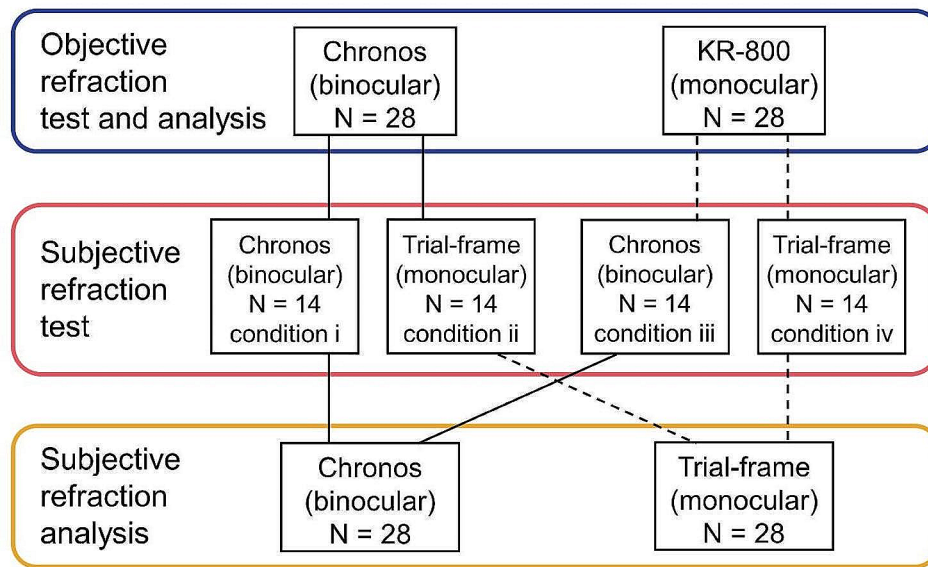 Objective
refraction
test and analysis
Chronos
(binocular)
N = 28
KR-800
(monocular)
N = 28
Subjective
refraction
test
Chronos
(binocular)
N = 14
condition i
Trial-frame
(monocular)
N = 14
condition ii
Chronos
(binocular)
N = 14
condition iii
Trial-frame
(monocular)
N = 14
condition iv
Subjective
refraction
analysis
Chronos
(binocular)
N = 28
Trial-frame
(monocular)
N = 28